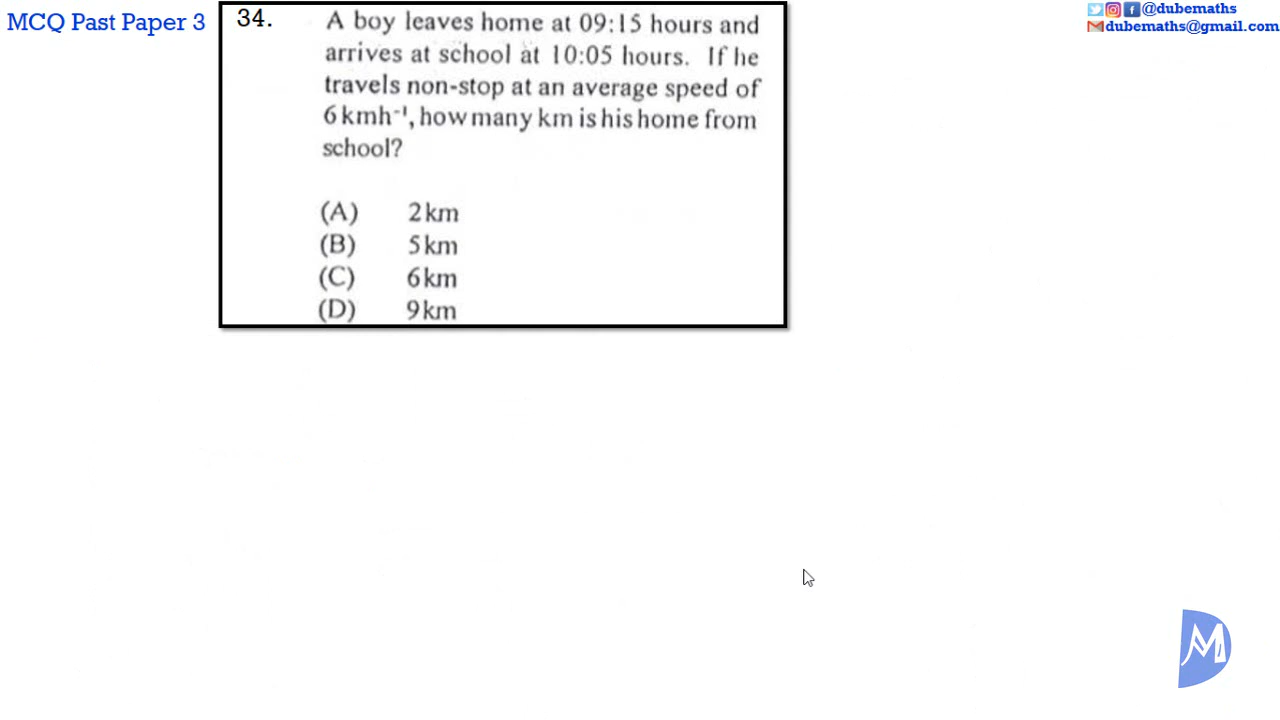 MCQ Past Paper 3
@dubemaths
dubemaths@gmail.com
34. A boy leaves home at 09:15 hours and
arrives at school at 10:05 hours. If he
travels non-stop at an average speed of
6 kmh⁻¹, how many km is his home from
school?
(A) 2 km
(B) 5 km
(C) 6 km
(D) 9 km
M